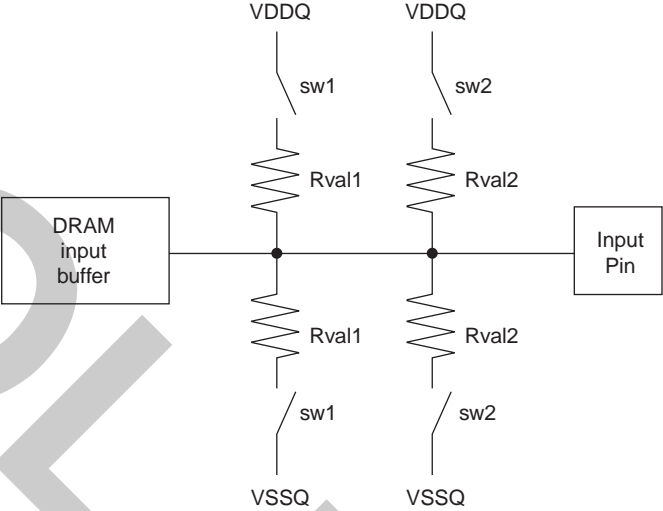 VDDQ VDDQ
sw1 sw2
Rval1 Rval2
DRAM
input
buffer
Input
Pin
Rval1 Rval2
sw1 sw2
VSSQ VSSQ